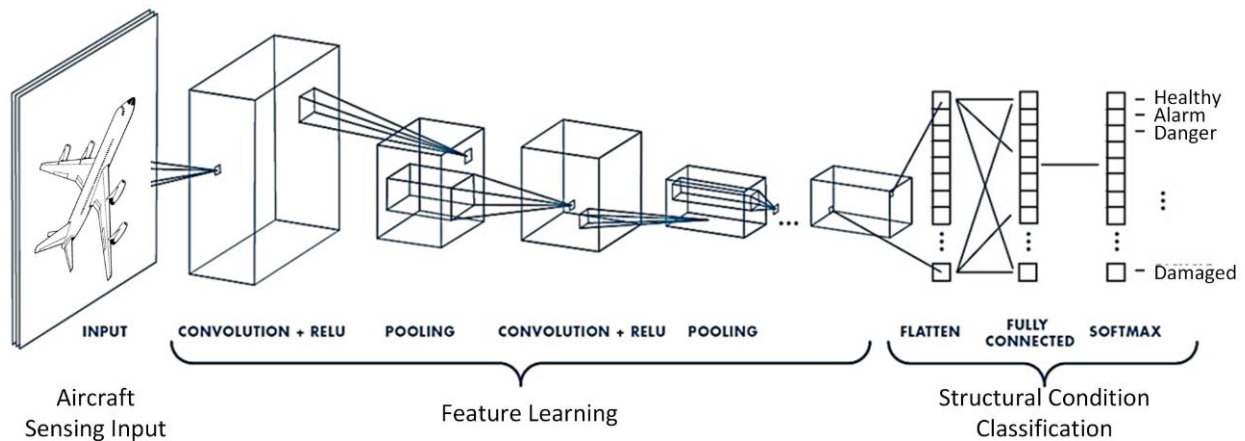 Healthy
Alarm
Danger
Damaged
INPUT
CONVOLUTION + RELU
POOLING
CONVOLUTION + RELU
POOLING
FLATTEN
FULLY
CONNECTED
SOFTMAX
Aircraft
Sensing Input
Feature Learning
Structural Condition
Classification